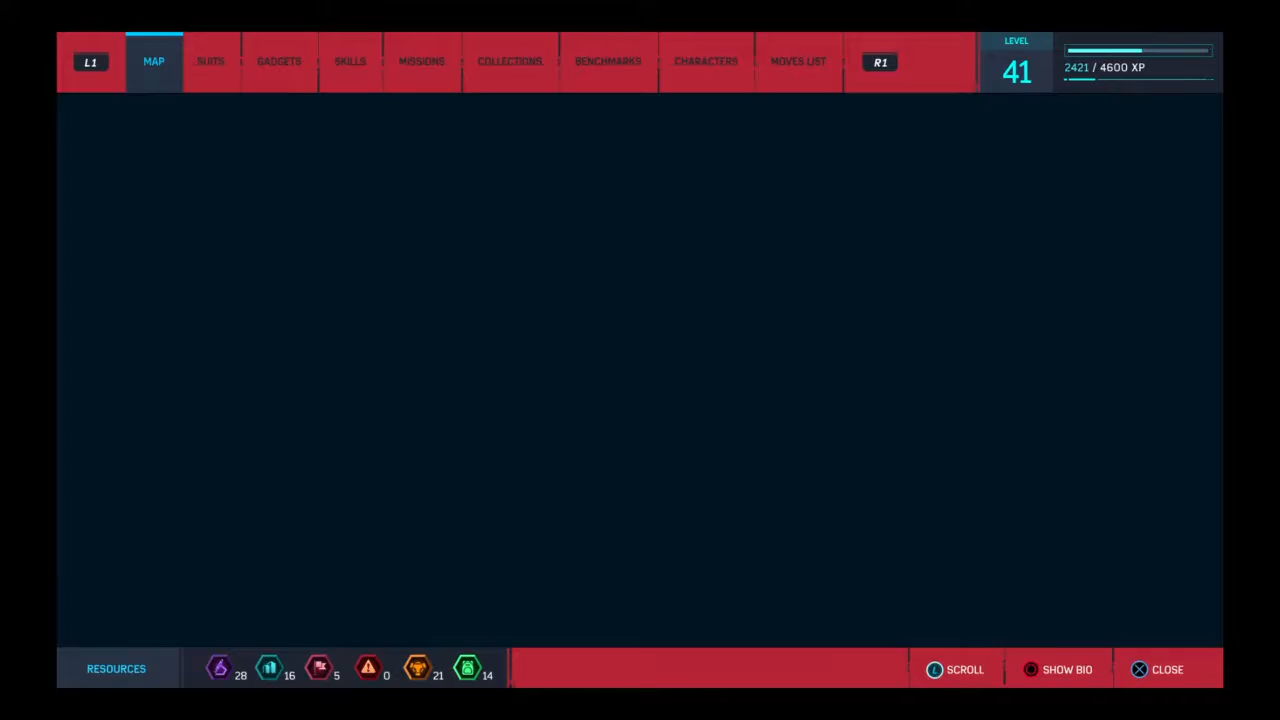 L1 MAP SUITS GADGETS SKILLS MISSIONS COLLECTIONS BENCHMARKS CHARACTERS MOVES LIST R1
LEVEL
41
2421 / 4600 XP
RESOURCES 28 16 5 0 21 14 L SCROLL SHOW BIO CLOSE